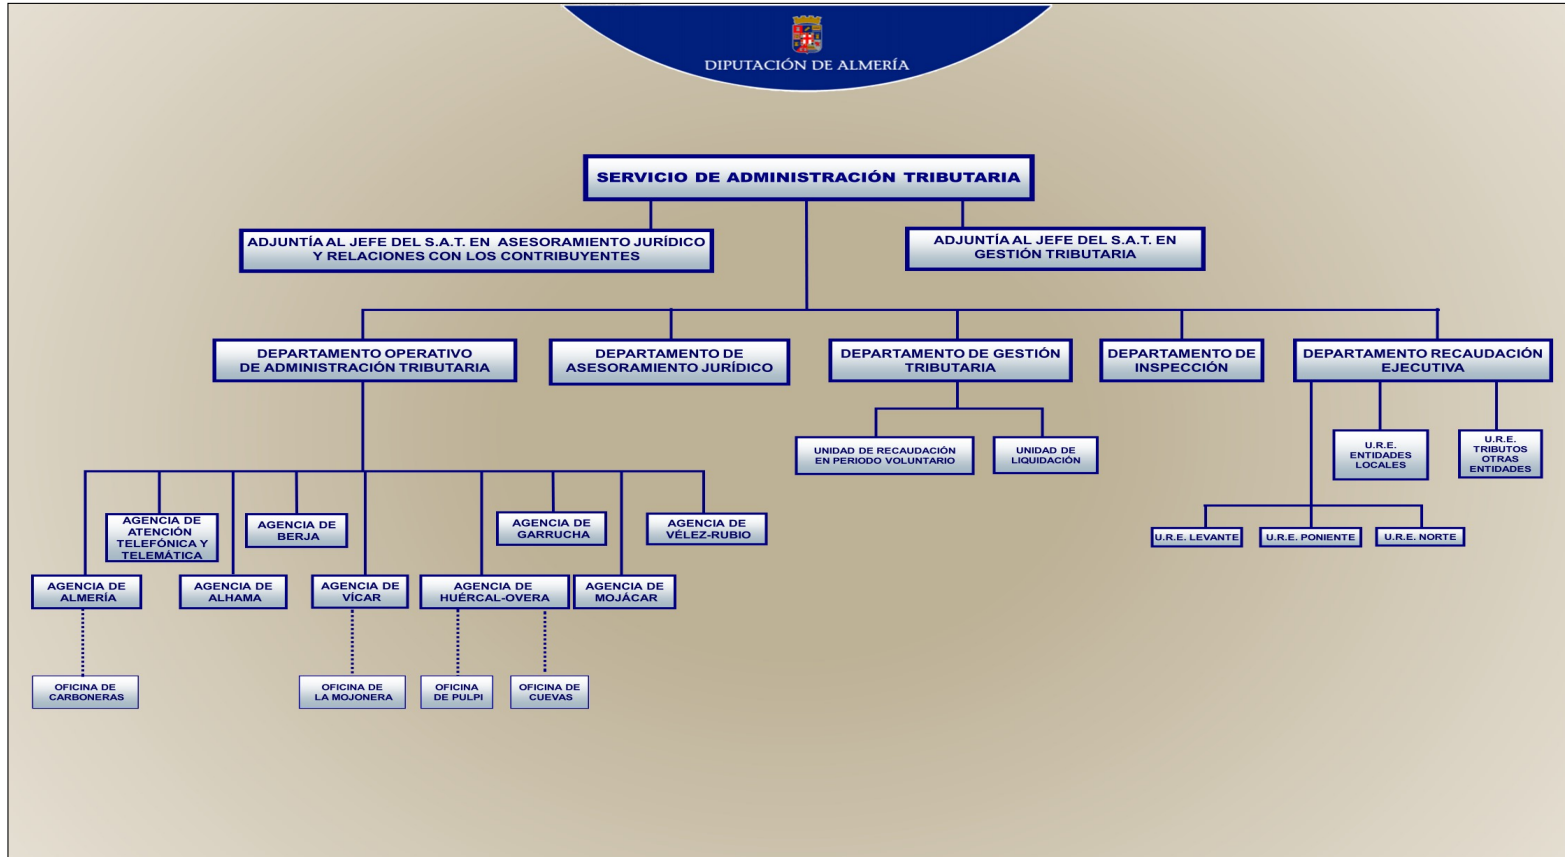 DIPUTACIÓN DE ALMERÍA
SERVICIO DE ADMINISTRACIÓN TRIBUTARIA
ADJUNTÍA AL JEFE DEL S.A.T. EN ASESORAMIENTO JURÍDICO
Y RELACIONES CON LOS CONTRIBUYENTES
ADJUNTÍA AL JEFE DEL S.A.T. EN
GESTIÓN TRIBUTARIA
DEPARTAMENTO OPERATIVO
DE ADMINISTRACIÓN TRIBUTARIA
DEPARTAMENTO DE
ASESORAMIENTO JURÍDICO
DEPARTAMENTO DE GESTIÓN
TRIBUTARIA
DEPARTAMENTO DE
INSPECCIÓN
DEPARTAMENTO RECAUDACIÓN
EJECUTIVA
UNIDAD DE RECAUDACIÓN
EN PERIODO VOLUNTARIO
UNIDAD DE
LIQUIDACIÓN
U.R.E.
ENTIDADES
LOCALES
U.R.E.
TRIBUTOS
OTRAS
ENTIDADES
AGENCIA DE
ATENCIÓN
TELEFÓNICA Y
TELEMÁTICA
AGENCIA DE
BERJA
AGENCIA DE
GARRUCHA
AGENCIA DE
VÉLEZ-RUBIO
U.R.E. LEVANTE
U.R.E. PONIENTE
U.R.E. NORTE
AGENCIA DE
ALMERÍA
AGENCIA DE
ALHAMA
AGENCIA DE
VÍCAR
AGENCIA DE
HUÉRCAL-OVERA
AGENCIA DE
MOJÁCAR
OFICINA DE
CARBONERAS
OFICINA DE
LA MOJONERA
OFICINA
DE PULPI
OFICINA DE
CUEVAS